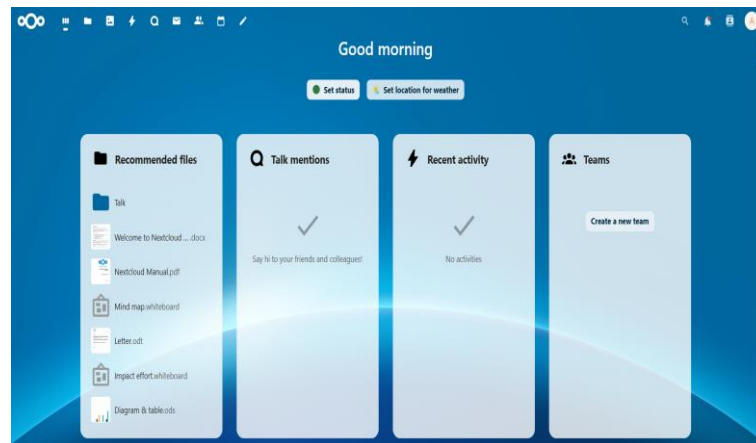 Good morning
Set status
Set location for weather
Recommended files
Talk
Welcome to Nextcloud ... .docx
Nextcloud Manual.pdf
Mind map.whiteboard
Letter.odt
Impact effort.whiteboard
Diagram & table.ods
Talk mentions
Say hi to your friends and colleagues!
Recent activity
No activities
Teams
Create a new team